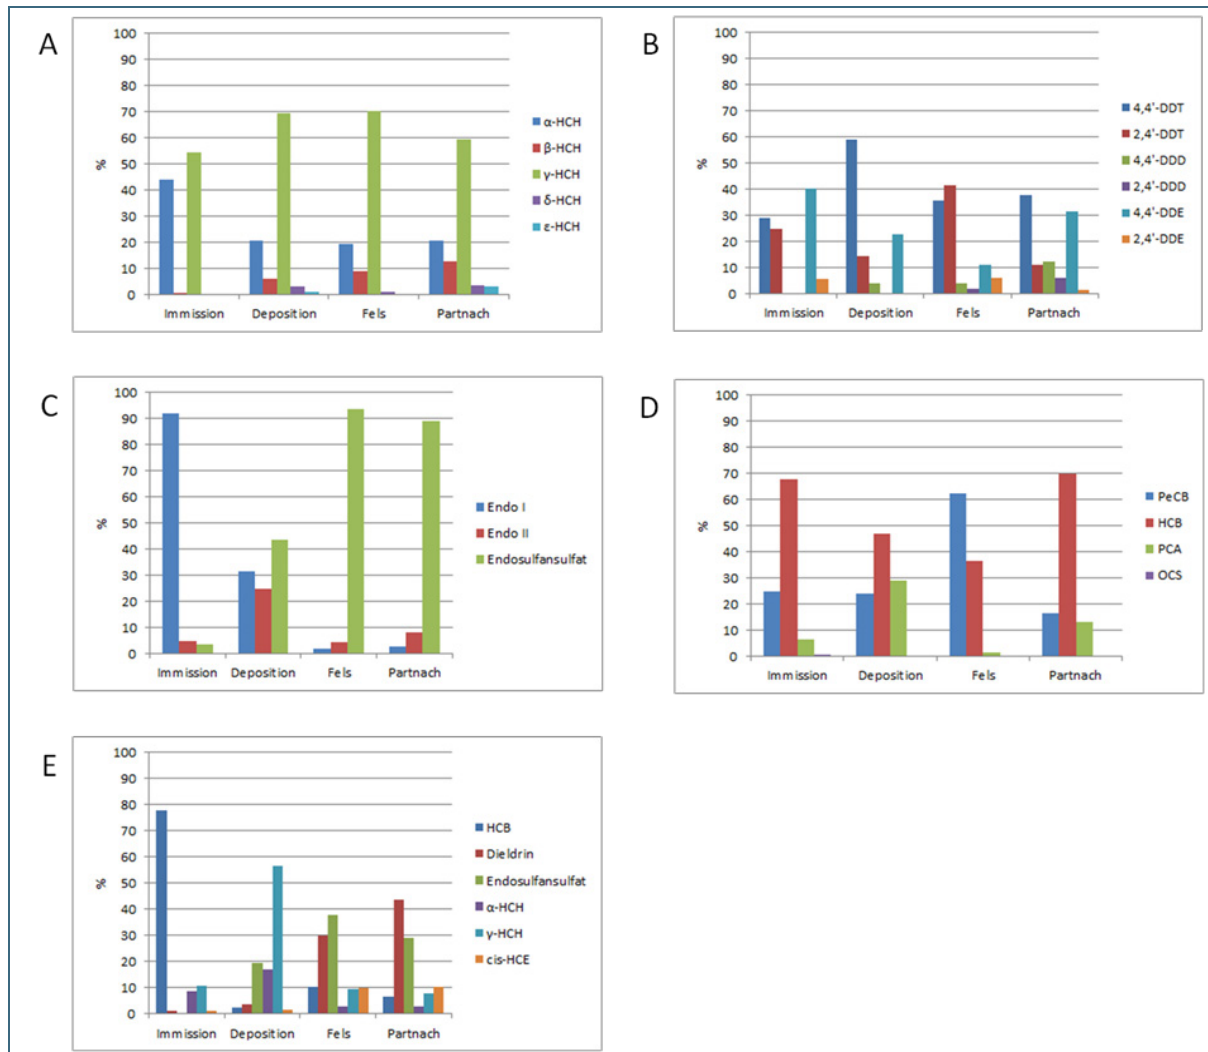 A
100
90
80
70
60
50
40
30
20
10
0
%
Immission Deposition Fels Partnach
α-HCH
β-HCH
γ-HCH
δ-HCH
ε-HCH
B
100
90
80
70
60
50
40
30
20
10
0
%
Immission Deposition Fels Partnach
4,4'-DDT
2,4'-DDT
4,4'-DDD
2,4'-DDD
4,4'-DDE
2,4'-DDE
C
100
90
80
70
60
50
40
30
20
10
0
%
Immission Deposition Fels Partnach
Endo I
Endo II
Endosulfansulfat
D
100
90
80
70
60
50
40
30
20
10
0
%
Immission Deposition Fels Partnach
PeCB
HCB
PCA
OCS
E
100
90
80
70
60
50
40
30
20
10
0
%
Immission Deposition Fels Partnach
HCB
Dieldrin
Endosulfansulfat
α-HCH
γ-HCH
cis-HCE